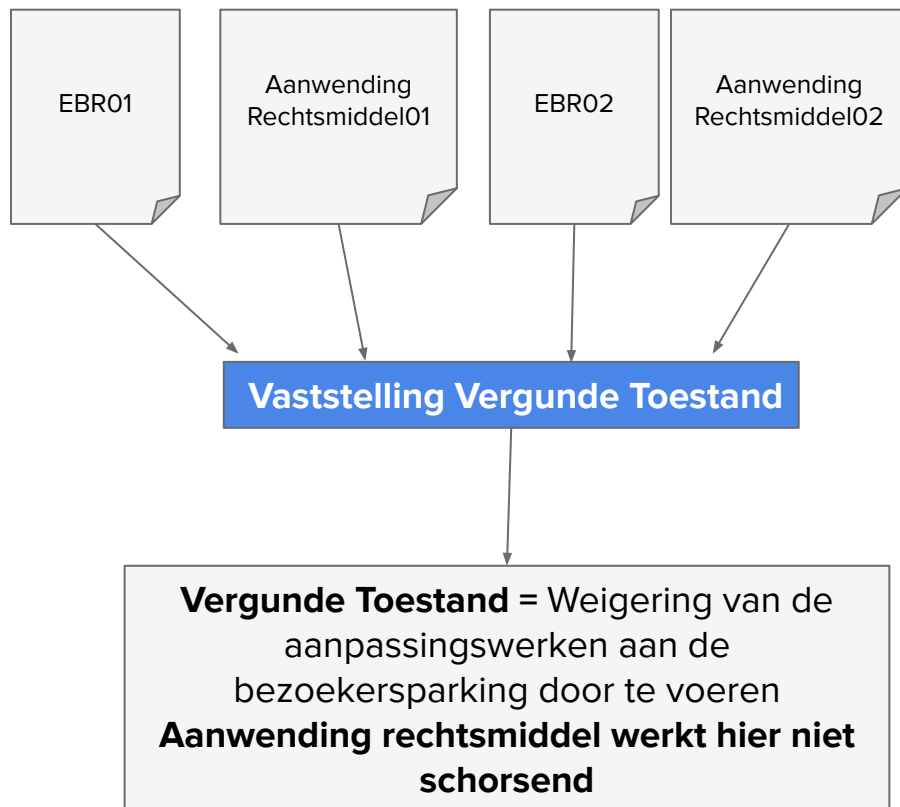 EBR01
Aanwending
Rechtsmiddel01
EBR02
Aanwending
Rechtsmiddel02
Vaststelling Vergunde Toestand
Vergunde Toestand = Weigering van de
aanpassingswerken aan de
bezoekersparking door te voeren
Aanwending rechtsmiddel werkt hier niet
schorsend